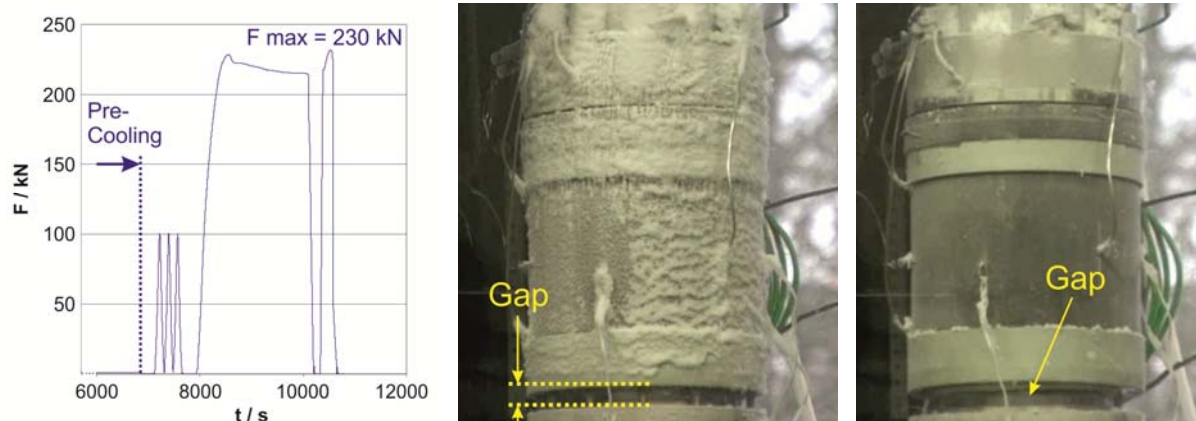 250
200
150
100
50
F / kN
F max = 230 kN
Pre-
Cooling
6000
8000
10000
12000
t / s
Gap
Gap